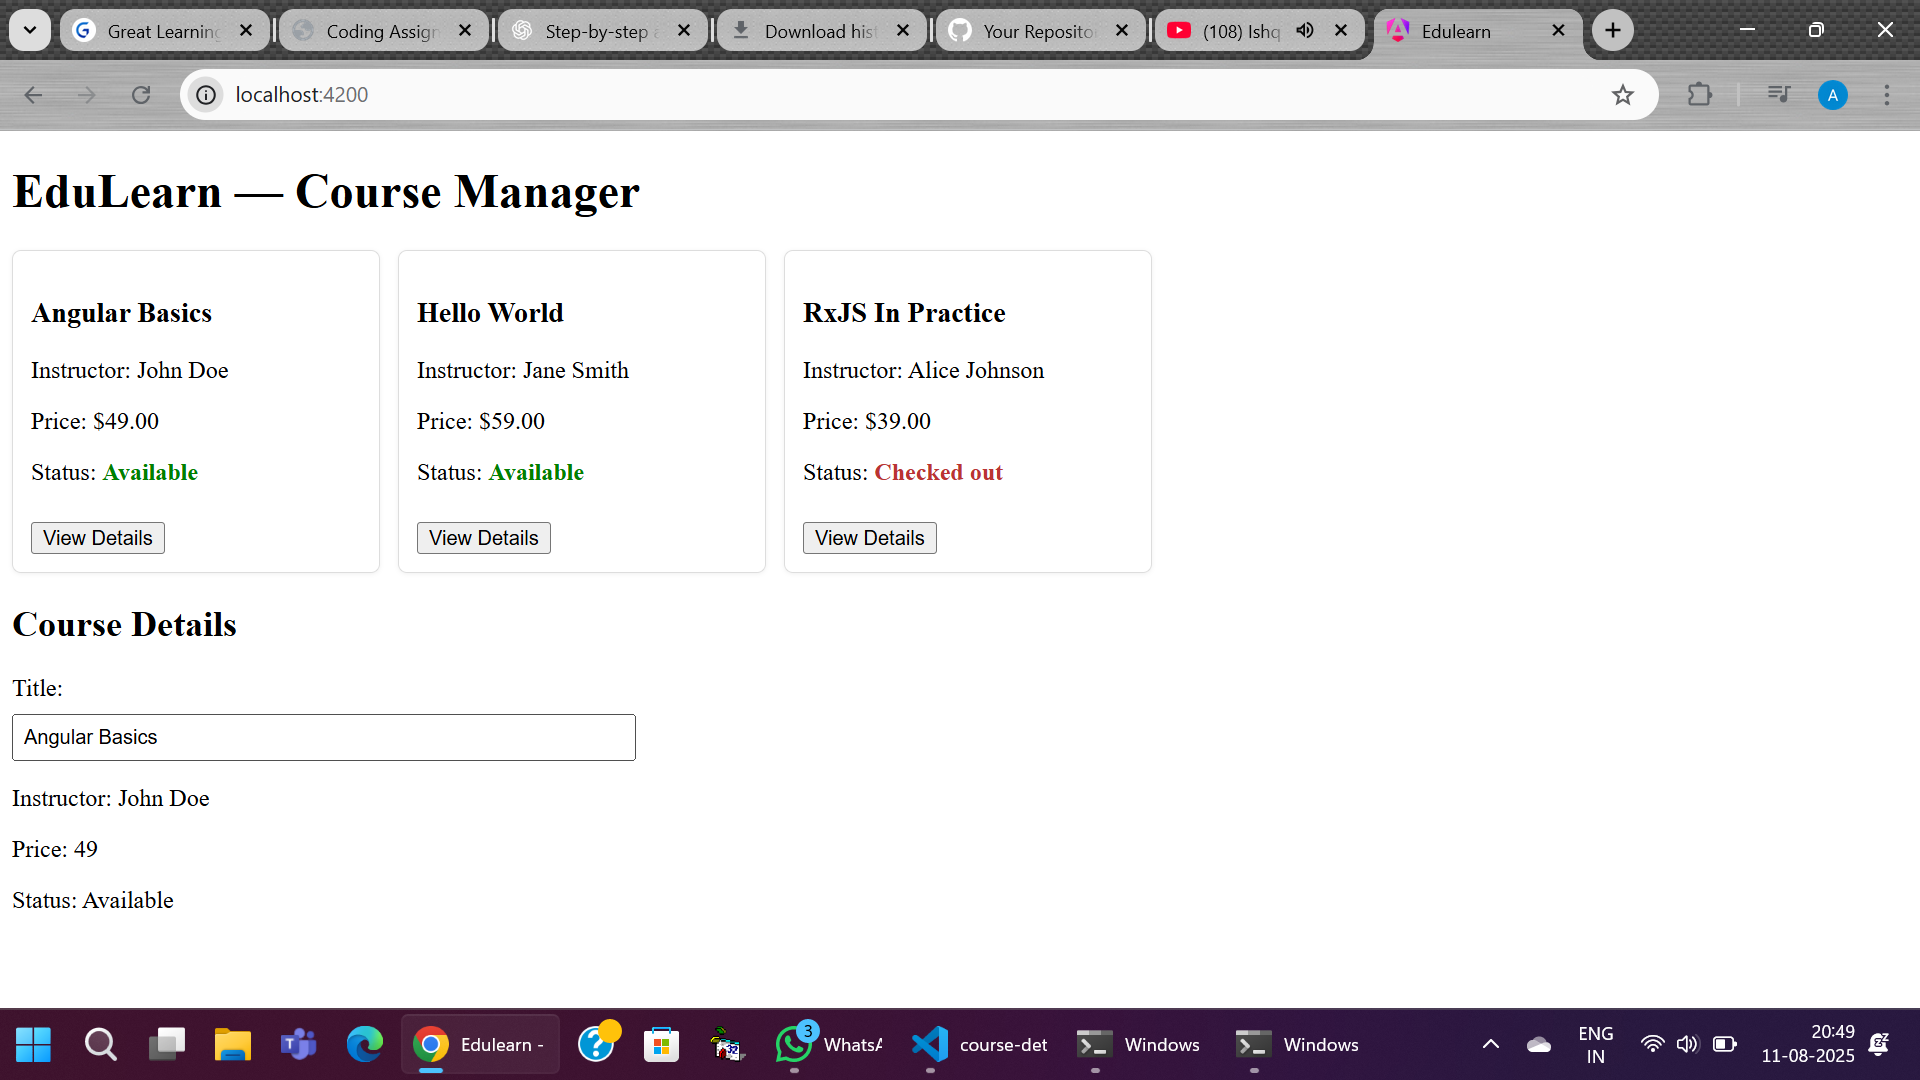 Great Learning
Coding Assign
Step-by-step
Download hist
Your Reposito
(108) Ishq
Edulearn
localhost:4200
A
EduLearn — Course Manager
Angular Basics
Instructor: John Doe
Price: $49.00
Status: Available
View Details
Hello World
Instructor: Jane Smith
Price: $59.00
Status: Available
View Details
RxJS In Practice
Instructor: Alice Johnson
Price: $39.00
Status: Checked out
View Details
Course Details
Title:
Angular Basics
Instructor: John Doe
Price: 49
Status: Available
Edulearn -
3
WhatsA
course-det
Windows
Windows
ENG
IN
20:49
11-08-2025